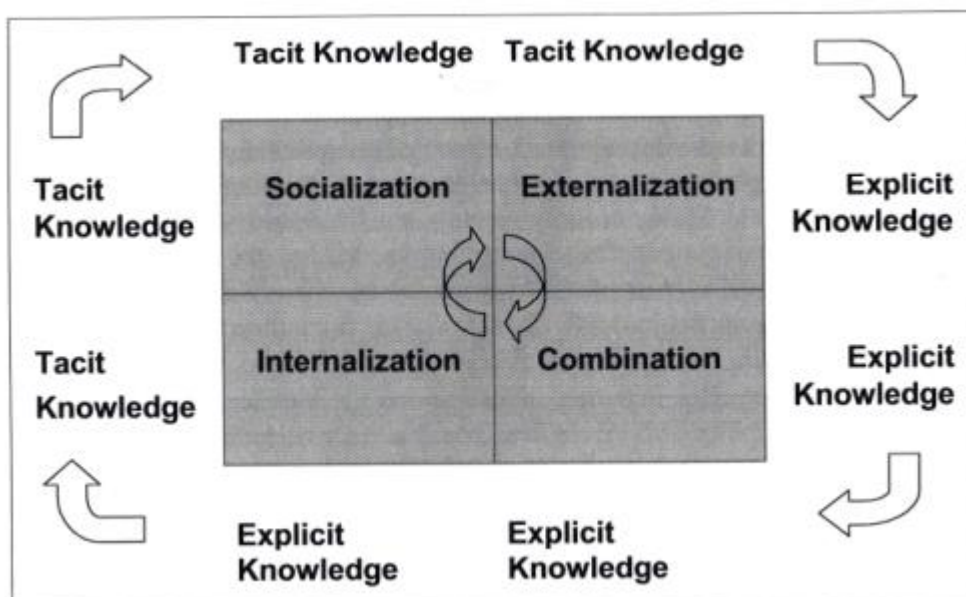 Tacit Knowledge Tacit Knowledge
Tacit
Knowledge
Socialization
Externalization
Explicit
Knowledge
Tacit
Knowledge
Internalization
Combination
Explicit
Knowledge
Explicit
Knowledge
Explicit
Knowledge